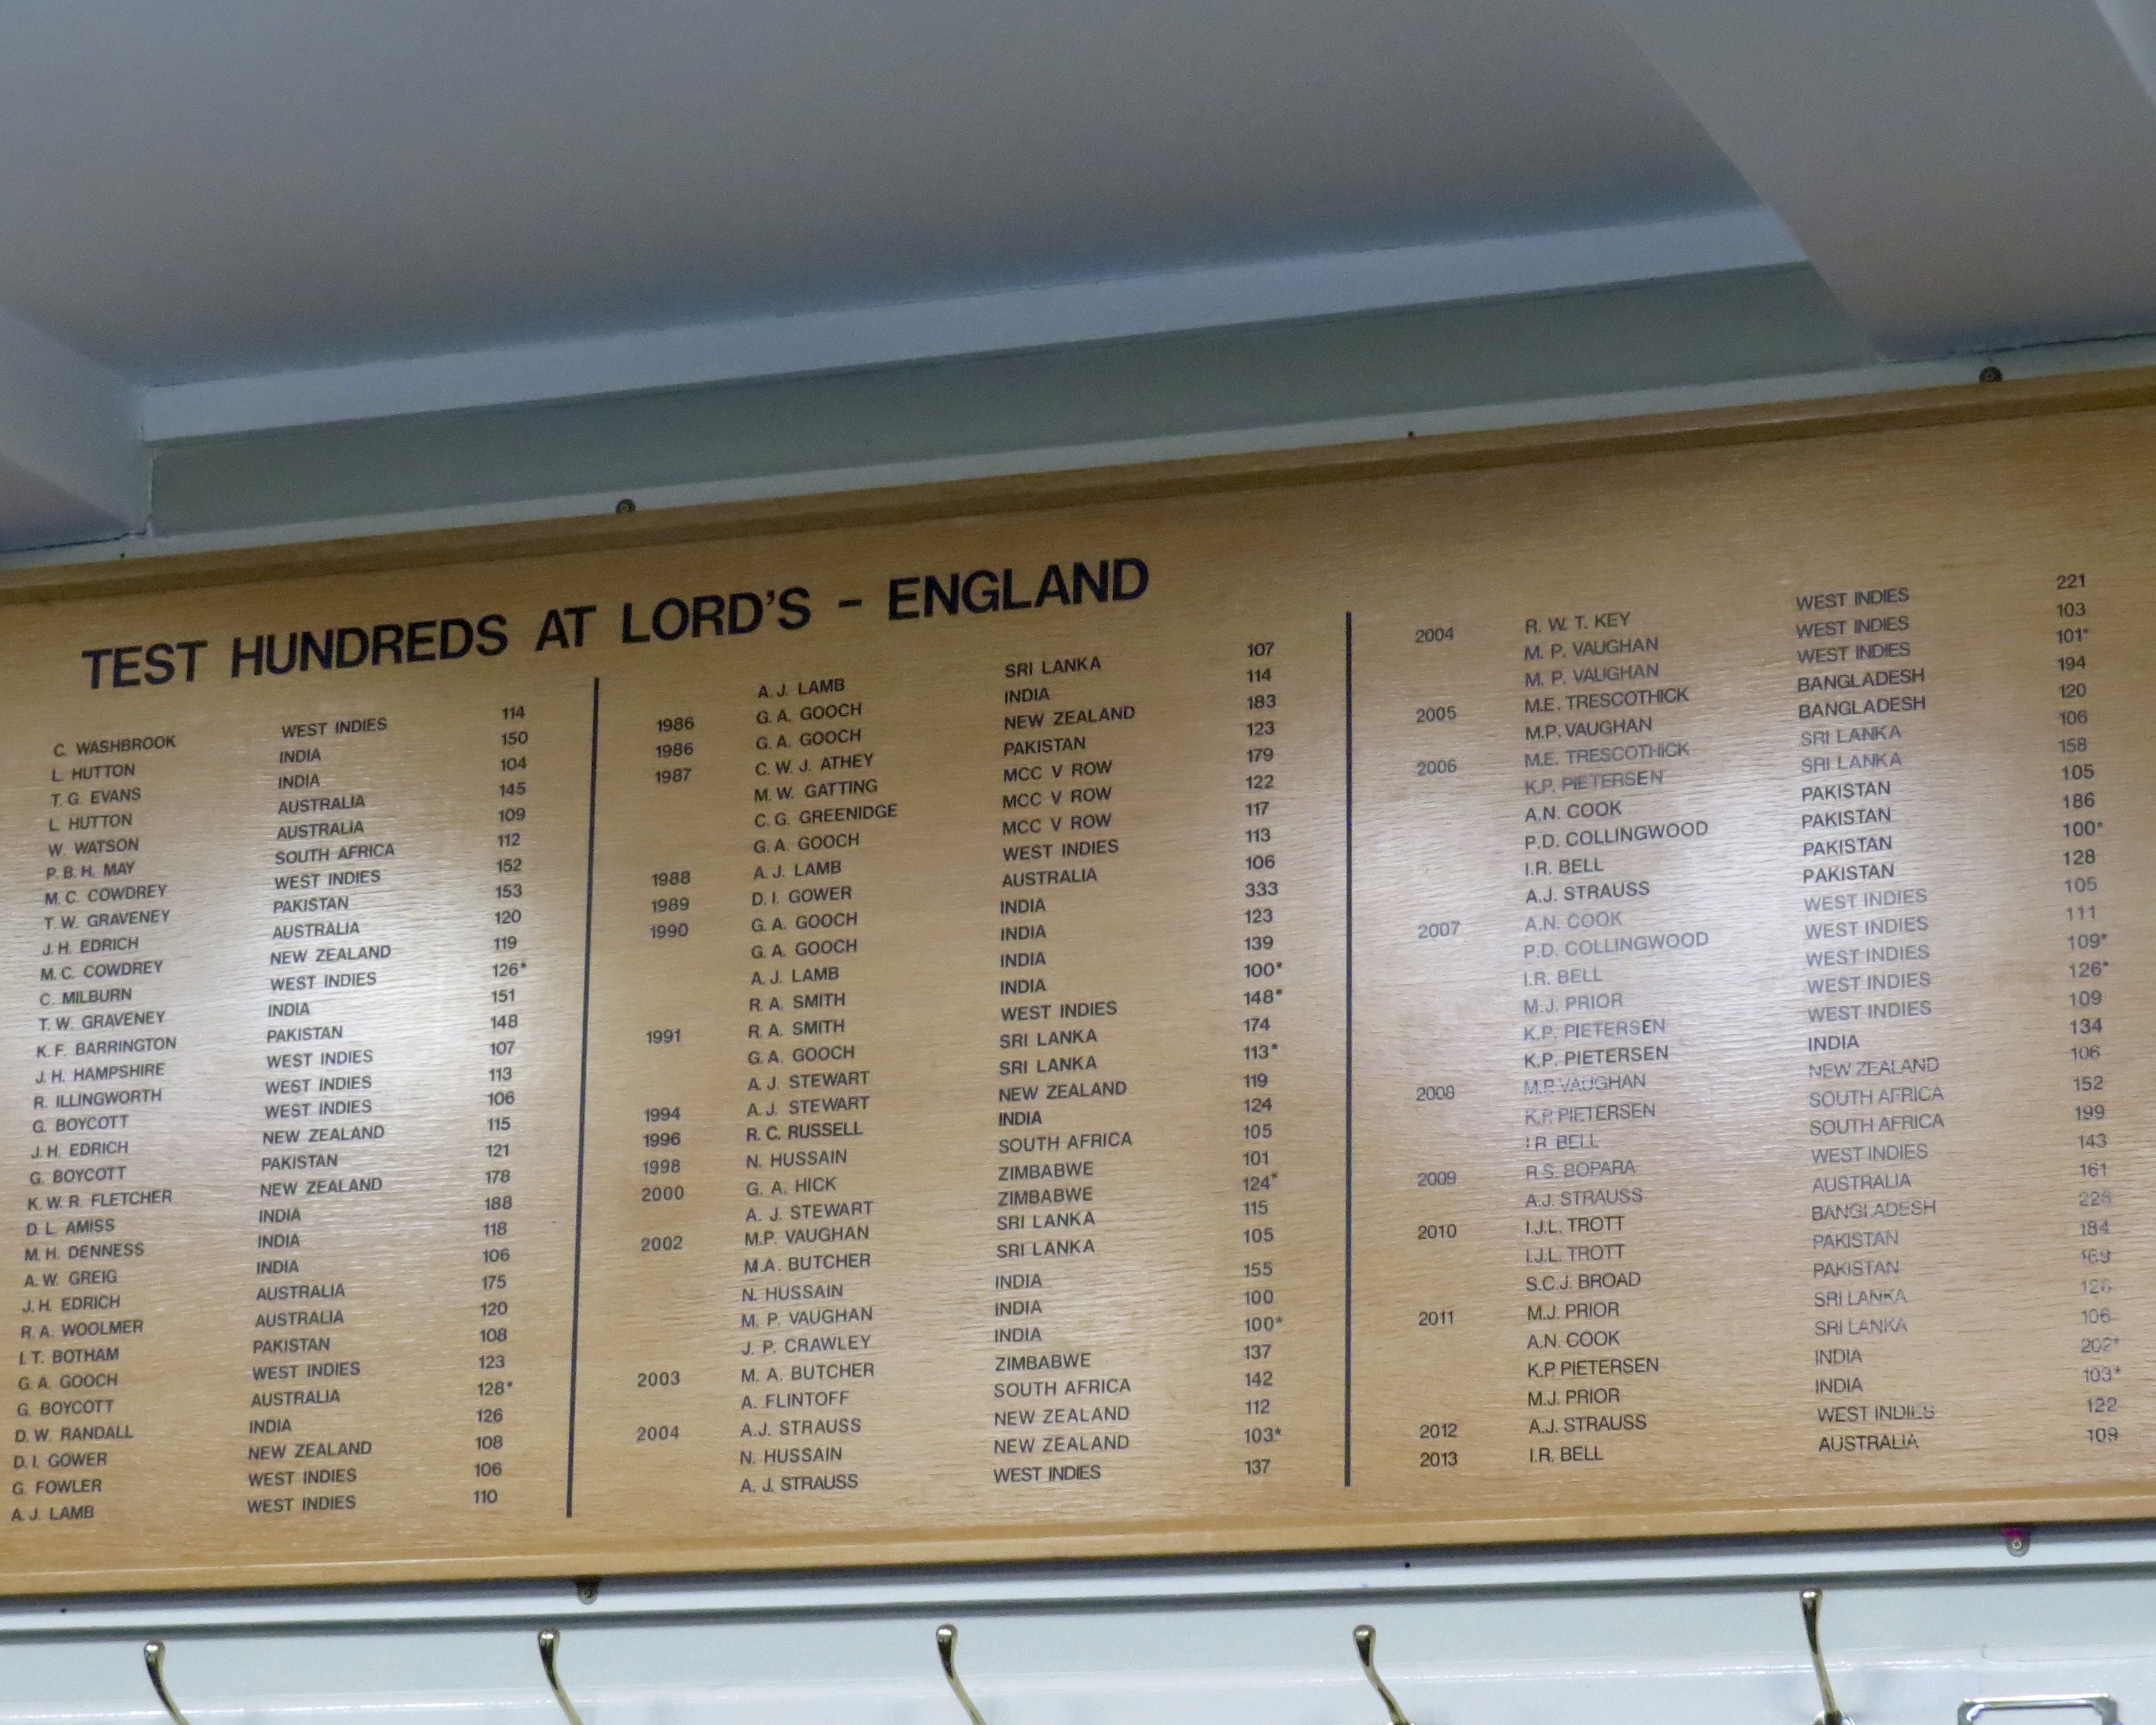 TEST HUNDREDS AT LORD'S – ENGLAND
C. WASHBROOK WEST INDIES 114
L. HUTTON INDIA 150
T. G. EVANS INDIA 104
L. HUTTON AUSTRALIA 145
W. WATSON AUSTRALIA 109
P. B. H. MAY SOUTH AFRICA 112
M. C. COWDREY WEST INDIES 152
T. W. GRAVENEY PAKISTAN 153
J. H. EDRICH AUSTRALIA 120
M. C. COWDREY NEW ZEALAND 119
C. MILBURN WEST INDIES 126*
T. W. GRAVENEY INDIA 151
K. F. BARRINGTON PAKISTAN 148
J. H. HAMPSHIRE WEST INDIES 107
R. ILLINGWORTH WEST INDIES 113
G. BOYCOTT WEST INDIES 106
J. H. EDRICH NEW ZEALAND 115
G. BOYCOTT PAKISTAN 121
K. W. R. FLETCHER NEW ZEALAND 178
D. L. AMISS INDIA 188
M. H. DENNESS INDIA 118
A. W. GREIG INDIA 106
J. H. EDRICH AUSTRALIA 175
R. A. WOOLMER AUSTRALIA 120
I. T. BOTHAM PAKISTAN 108
G. A. GOOCH WEST INDIES 123
G. BOYCOTT AUSTRALIA 128*
D. W. RANDALL INDIA 126
D. I. GOWER NEW ZEALAND 108
G. FOWLER WEST INDIES 106
A. J. LAMB WEST INDIES 110
A. J. LAMB SRI LANKA 107
1986 G. A. GOOCH INDIA 114
1986 G. A. GOOCH NEW ZEALAND 183
1987 C. W. J. ATHEY PAKISTAN 123
M. W. GATTING MCC V ROW 179
C. G. GREENIDGE MCC V ROW 122
G. A. GOOCH MCC V ROW 117
1988 A. J. LAMB WEST INDIES 113
1989 D. I. GOWER AUSTRALIA 106
1990 G. A. GOOCH INDIA 333
G. A. GOOCH INDIA 123
A. J. LAMB INDIA 139
R. A. SMITH INDIA 100*
1991 R. A. SMITH WEST INDIES 148*
G. A. GOOCH SRI LANKA 174
A. J. STEWART SRI LANKA 113*
1994 A. J. STEWART NEW ZEALAND 119
1996 R. C. RUSSELL INDIA 124
1998 N. HUSSAIN SOUTH AFRICA 105
2000 G. A. HICK ZIMBABWE 101
A. J. STEWART ZIMBABWE 124*
2002 M.P. VAUGHAN SRI LANKA 115
M.A. BUTCHER SRI LANKA 105
N. HUSSAIN INDIA 155
M. P. VAUGHAN INDIA 100
J. P. CRAWLEY INDIA 100*
2003 M. A. BUTCHER ZIMBABWE 137
A. FLINTOFF SOUTH AFRICA 142
2004 A.J. STRAUSS NEW ZEALAND 112
N. HUSSAIN NEW ZEALAND 103*
A. J. STRAUSS WEST INDIES 137
2004 R. W. T. KEY WEST INDIES 221
M. P. VAUGHAN WEST INDIES 103
M. P. VAUGHAN WEST INDIES 101*
2005 M.E. TRESCOTHICK BANGLADESH 194
M.P. VAUGHAN BANGLADESH 120
2006 M.E. TRESCOTHICK SRI LANKA 106
K.P. PIETERSEN SRI LANKA 158
A.N. COOK PAKISTAN 105
P.D. COLLINGWOOD PAKISTAN 186
I.R. BELL PAKISTAN 100*
A.J. STRAUSS PAKISTAN 128
2007 A.N. COOK WEST INDIES 105
P.D. COLLINGWOOD WEST INDIES 111
I.R. BELL WEST INDIES 109*
M.J. PRIOR WEST INDIES 126*
K.P. PIETERSEN WEST INDIES 109
K.P. PIETERSEN INDIA 134
2008 M.P. VAUGHAN NEW ZEALAND 106
K.P. PIETERSEN SOUTH AFRICA 152
I.R. BELL SOUTH AFRICA 199
2009 R.S. BOPARA WEST INDIES 143
A.J. STRAUSS AUSTRALIA 161
2010 I.J.L. TROTT BANGLADESH 226
I.J.L. TROTT PAKISTAN 184
S.C.J. BROAD PAKISTAN 169
2011 M.J. PRIOR SRI LANKA 126
A.N. COOK SRI LANKA 106
K.P. PIETERSEN INDIA 202*
M.J. PRIOR INDIA 103*
2012 A.J. STRAUSS WEST INDIES 122
2013 I.R. BELL AUSTRALIA 109